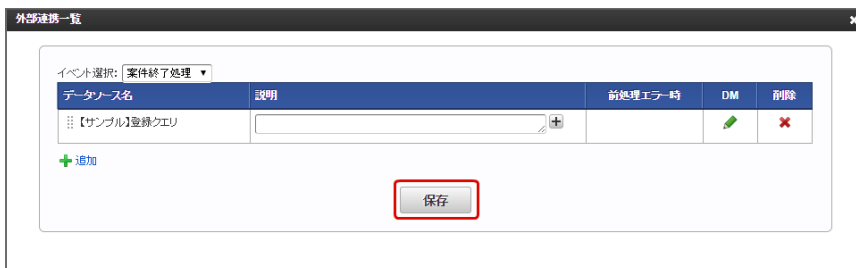 外部連携一覧
イベント選択: 案件終了処理
データソース名 説明 前処理エラー時 DM 削除
【サンプル】登録クエリ
追加
保存